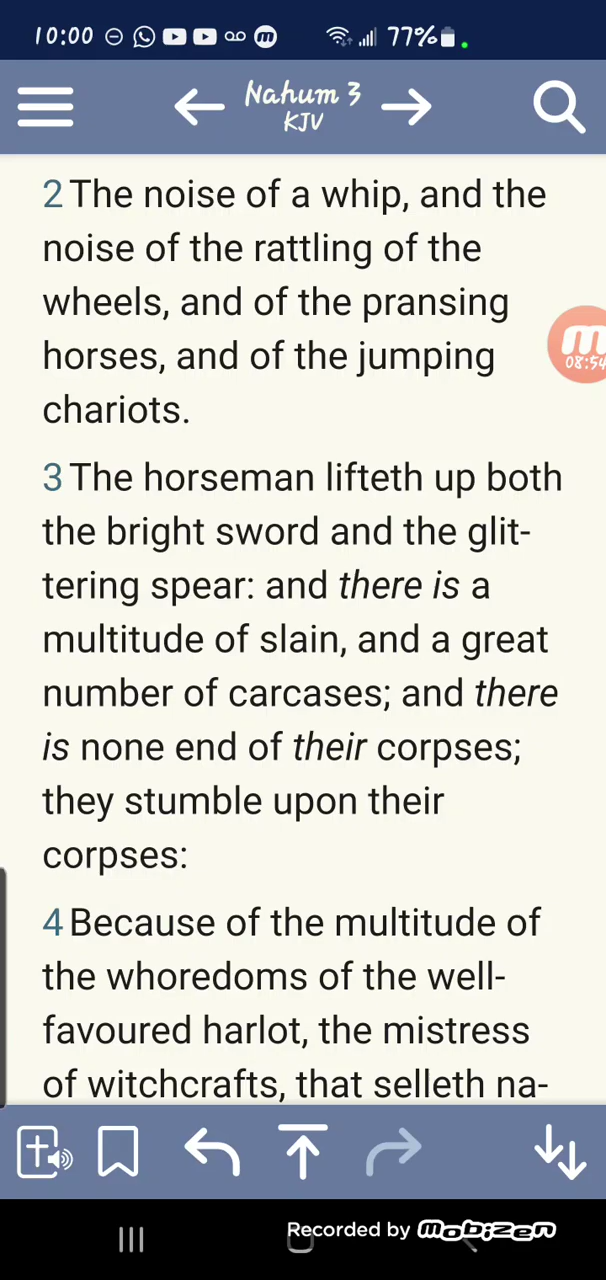 10:00 77%
Nahum 3
KJV
2 The noise of a whip, and the
noise of the rattling of the
wheels, and of the pransing
horses, and of the jumping
chariots.
m
08:54
3 The horseman lifteth up both
the bright sword and the glit-
tering spear: and there is a
multitude of slain, and a great
number of carcases; and there
is none end of their corpses;
they stumble upon their
corpses:
4 Because of the multitude of
the whoredoms of the well-
favoured harlot, the mistress
of witchcrafts, that selleth na-
Recorded by mobizen